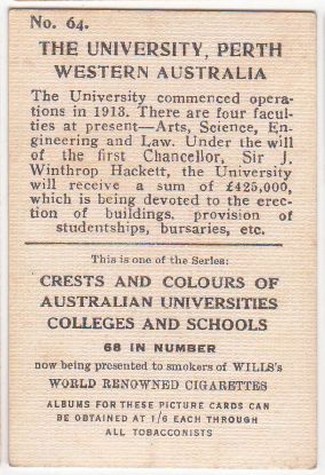 No. 64.
THE UNIVERSITY, PERTH
WESTERN AUSTRALIA
The University commenced opera-
tions in 1913. There are four facul-
ties at present—Arts, Science, En-
gineering and Law. Under the will
of the first Chancellor, Sir J.
Winthrop Hackett, the University
will receive a sum of £425,000,
which is being devoted to the erec-
tion of buildings, provision of
studentships, bursaries, etc.
This is one of the Series:
CRESTS AND COLOURS OF
AUSTRALIAN UNIVERSITIES
COLLEGES AND SCHOOLS
68 IN NUMBER
now being presented to smokers of WILLS's
WORLD RENOWNED CIGARETTES
ALBUMS FOR THESE PICTURE CARDS CAN
BE OBTAINED AT 1/6 EACH THROUGH
ALL TOBACCONISTS